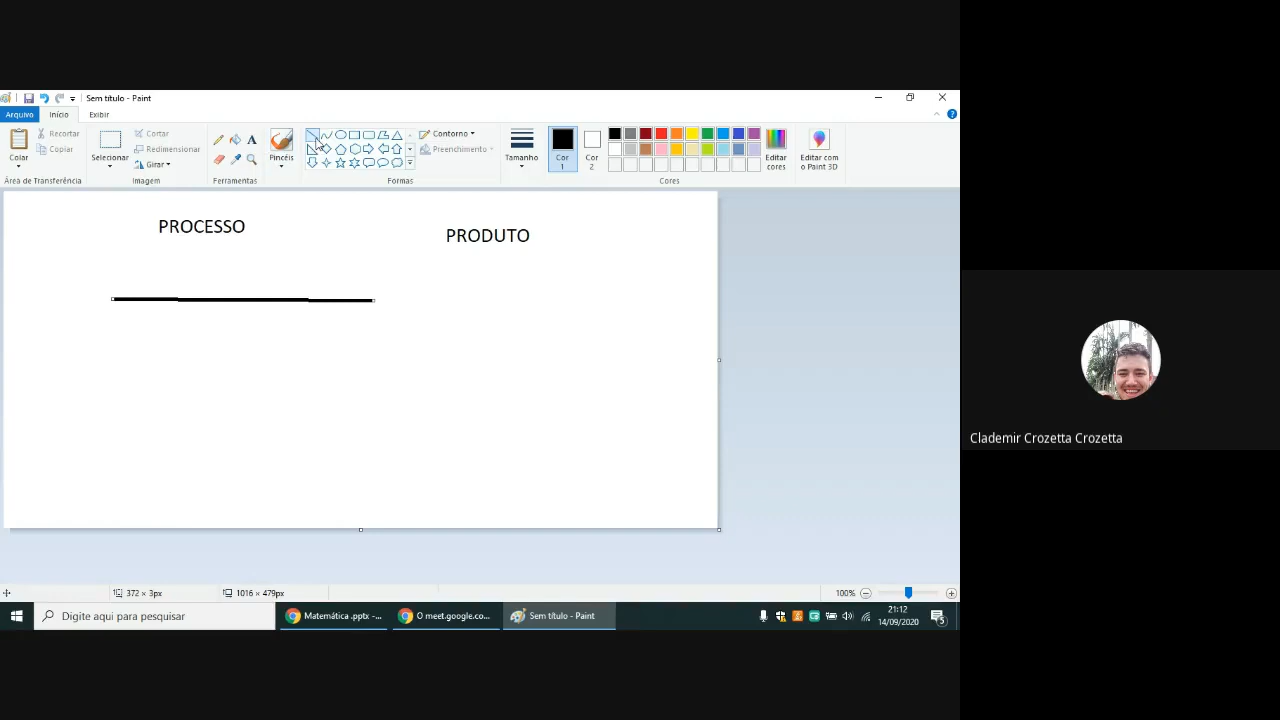 Sem título - Paint
Arquivo
Início
Exibir
Colar
Recortar
Copiar
Área de Transferência
Selecionar
Cortar
Redimensionar
Girar
Imagem
A
Ferramentas
Pincéis
Contorno
Preenchimento
Formas
Tamanho
Cor
1
Cor
2
Editar
cores
Cores
Editar com
o Paint 3D
PROCESSO
PRODUTO
Clademir Crozetta Crozetta
372 × 3px
1016 × 479px
100%
Digite aqui para pesquisar
Matemática .pptx -...
O meet.google.co...
Sem título - Paint
21:12
14/09/2020
5